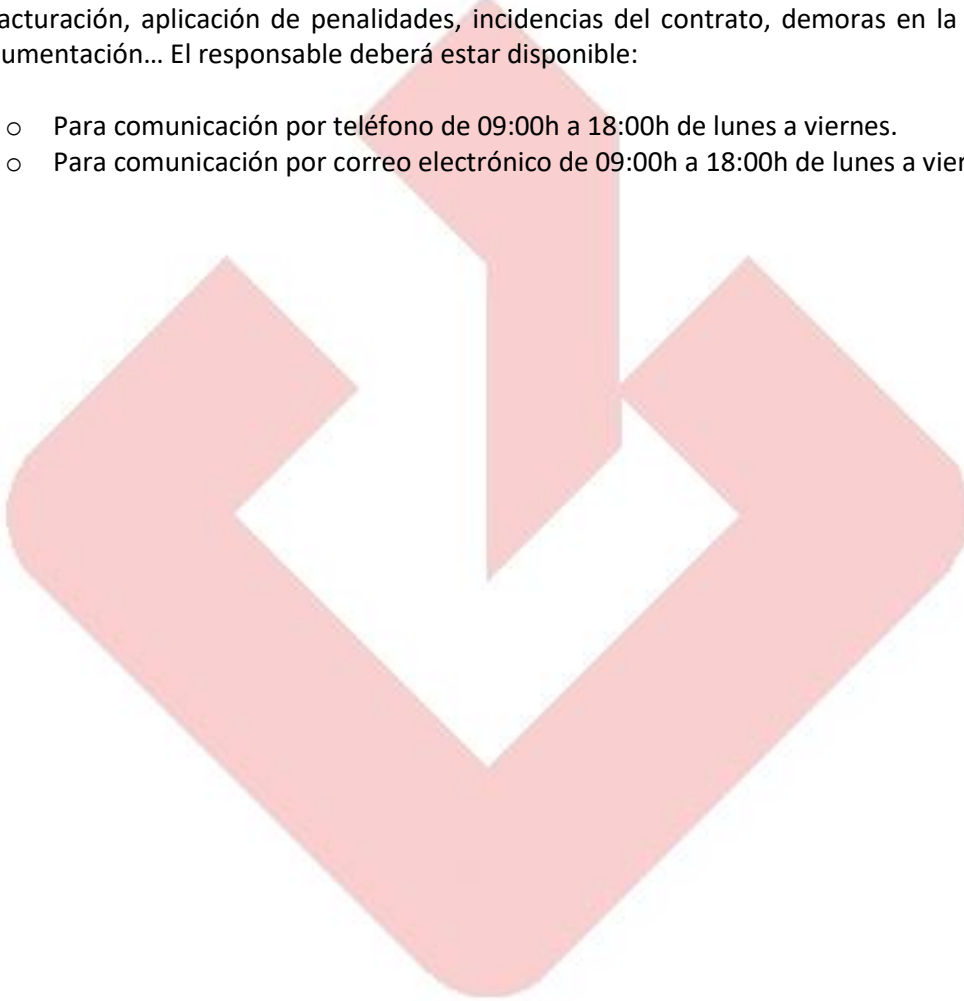 acturación, aplicación de penalidades, incidencias del contrato, demoras en la
umentación… El responsable deberá estar disponible:
o Para comunicación por teléfono de 09:00h a 18:00h de lunes a viernes.
o Para comunicación por correo electrónico de 09:00h a 18:00h de lunes a vier